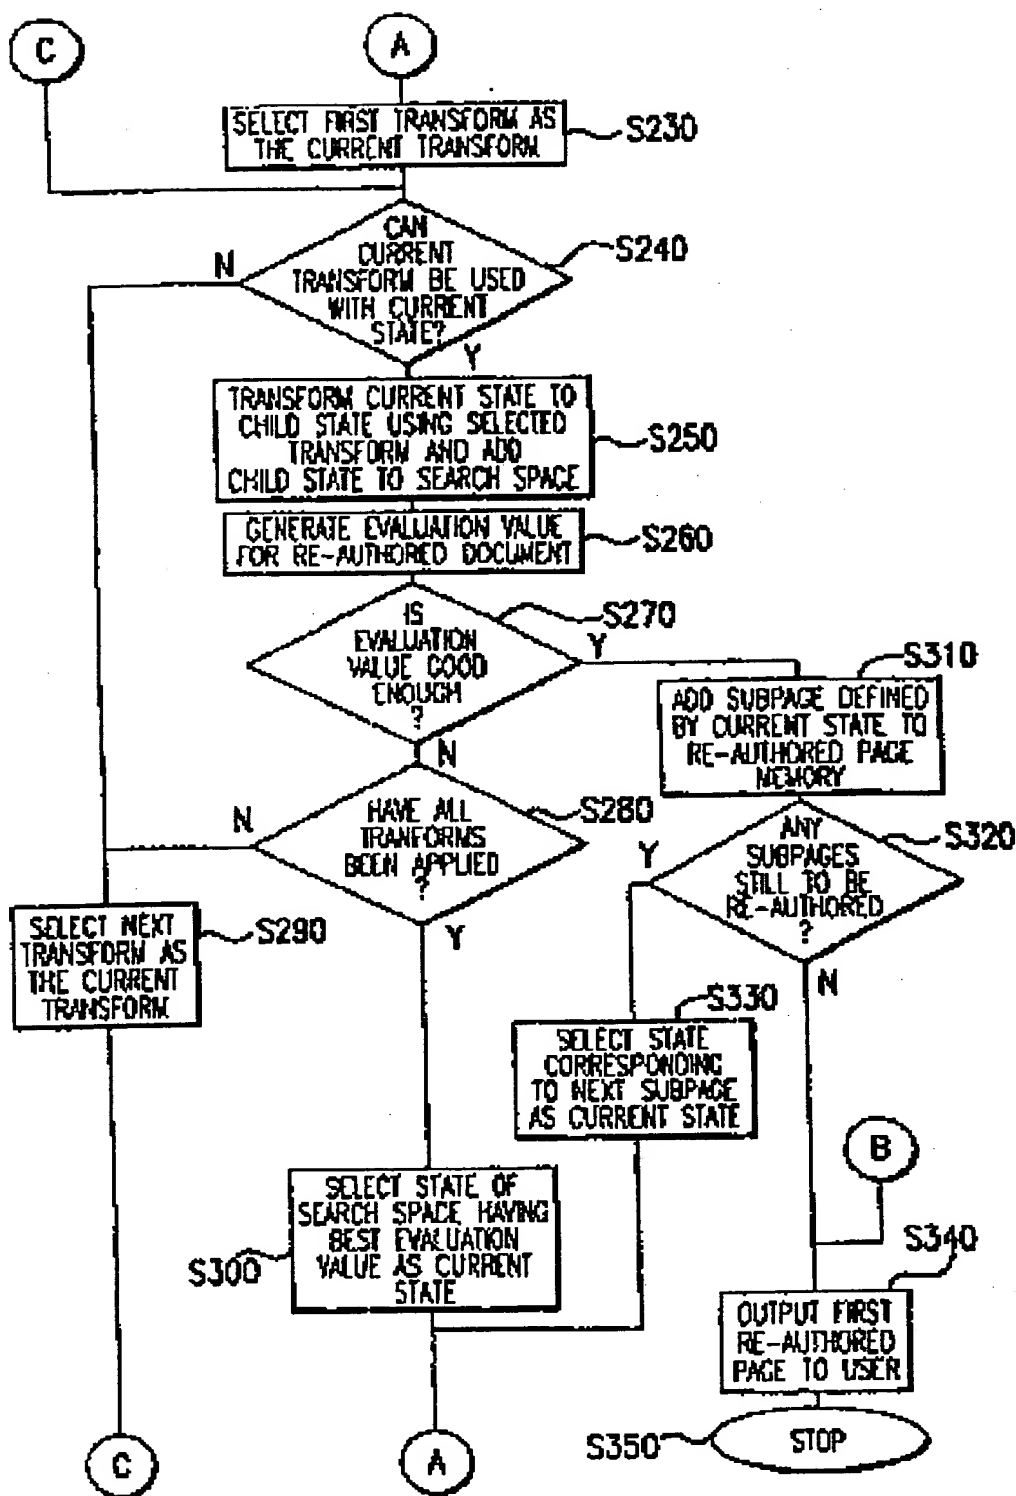 C
A
SELECT FIRST TRANSFORM AS
THE CURRENT TRANSFORM
S230
CAN
CURRENT
TRANSFORM BE USED
WITH CURRENT
STATE?
S240
N
Y
TRANSFORM CURRENT STATE TO
CHILD STATE USING SELECTED
TRANSFORM AND ADD
CHILD STATE TO SEARCH SPACE
S250
GENERATE EVALUATION VALUE
FOR RE-AUTHORED DOCUMENT
S260
IS
EVALUATION
VALUE GOOD
ENOUGH
?
S270
Y
N
ADD SUBPAGE DEFINED
BY CURRENT STATE TO
RE-AUTHORED PAGE
MEMORY
S310
HAVE ALL
TRANFORMS
BEEN APPLIED
?
S280
N
Y
ANY
SUBPAGES
STILL TO BE
RE-AUTHORED
?
S320
Y
N
SELECT NEXT
TRANSFORM AS
THE CURRENT
TRANSFORM
S290
SELECT STATE
CORRESPONDING
TO NEXT SUBPAGE
AS CURRENT STATE
S330
B
SELECT STATE OF
SEARCH SPACE HAVING
BEST EVALUATION
VALUE AS CURRENT
STATE
S300
OUTPUT FIRST
RE-AUTHORED
PAGE TO USER
S340
STOP
S350
C
A